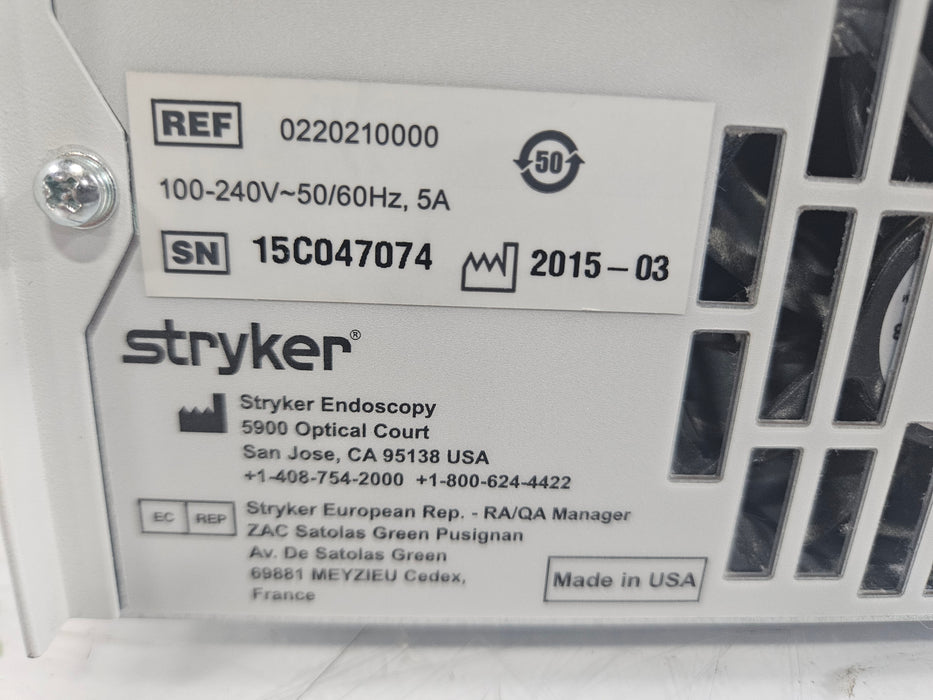 REF 0220210000
50
100-240V~50/60Hz, 5A
SN 15C047074 2015-03
stryker®
Stryker Endoscopy
5900 Optical Court
San Jose, CA 95138 USA
+1-408-754-2000 +1-800-624-4422
EC REP
Stryker European Rep. - RA/QA Manager
ZAC Satolas Green Pusignan
Av. De Satolas Green
69881 MEYZIEU Cedex,
France
Made in USA